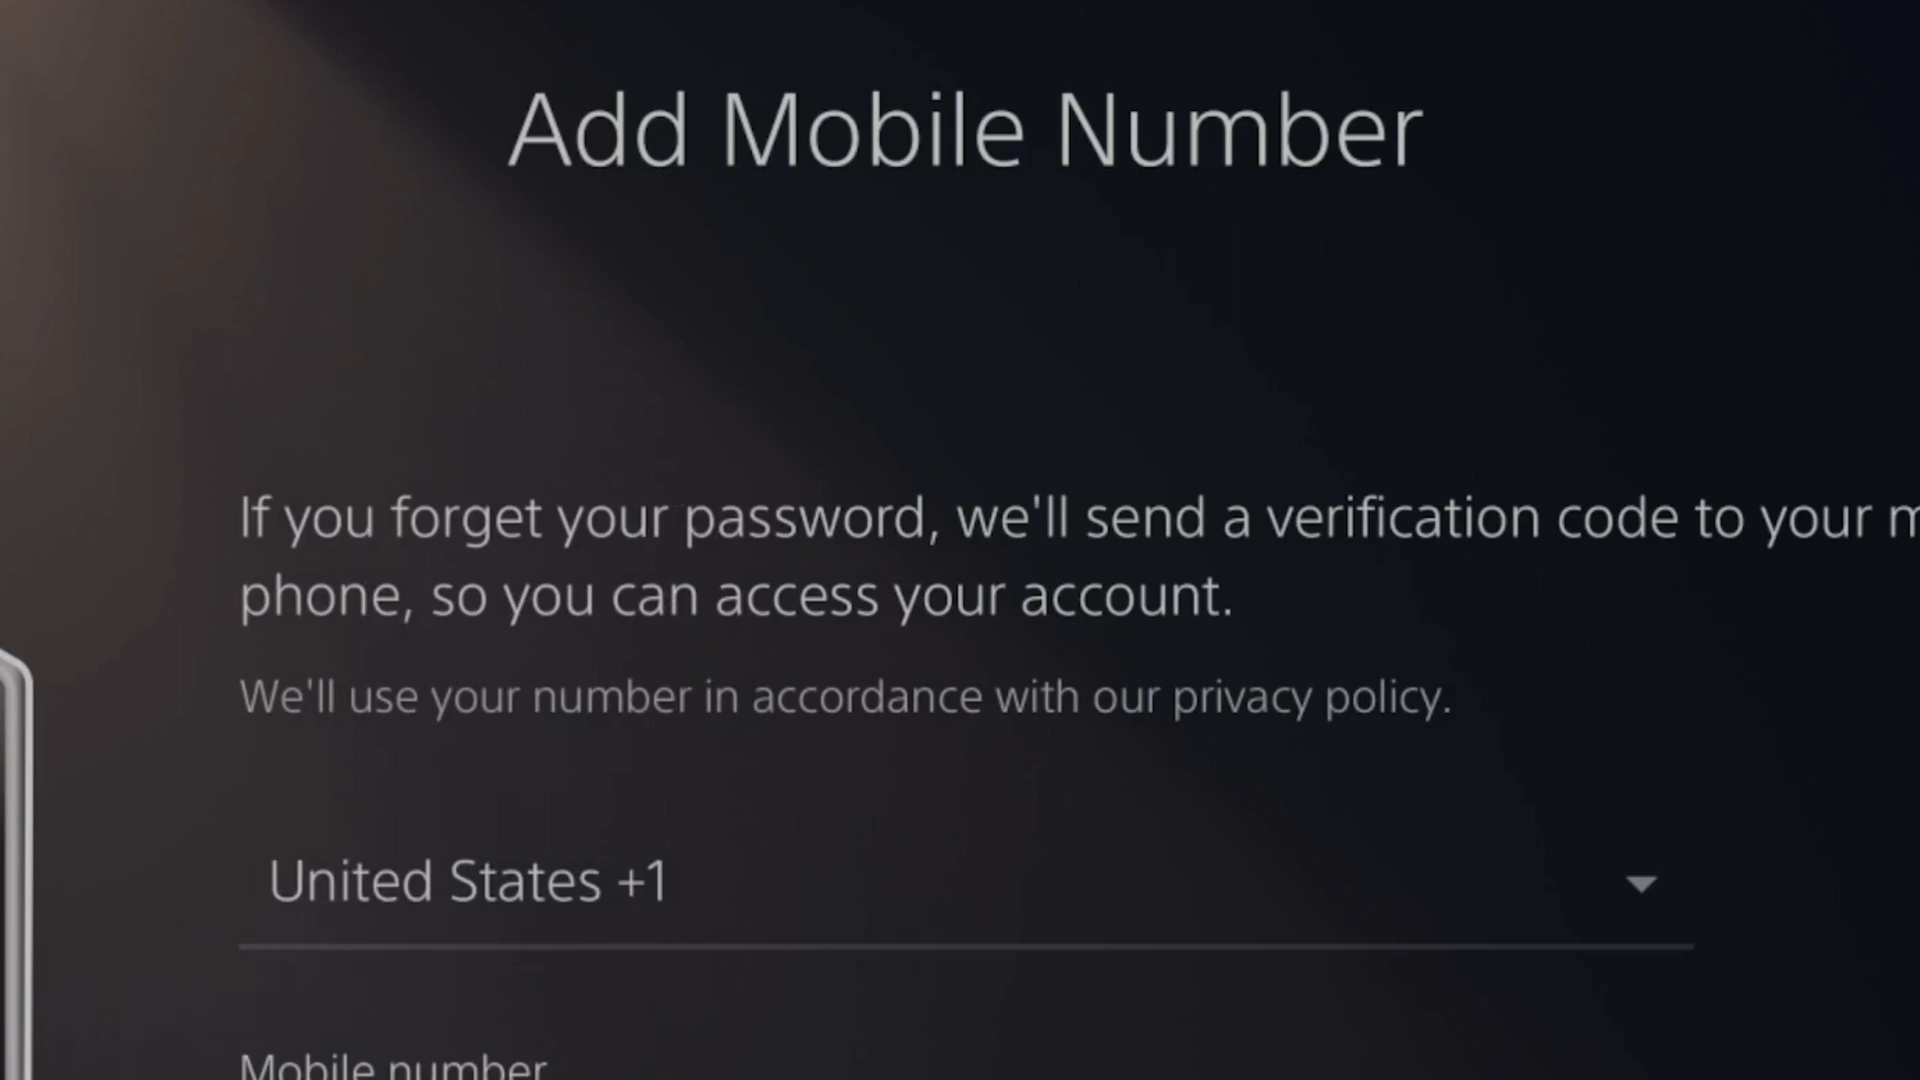 Add Mobile Number
If you forget your password, we'll send a verification code to your
phone, so you can access your account.
We'll use your number in accordance with our privacy policy.
United States +1
Mobile number